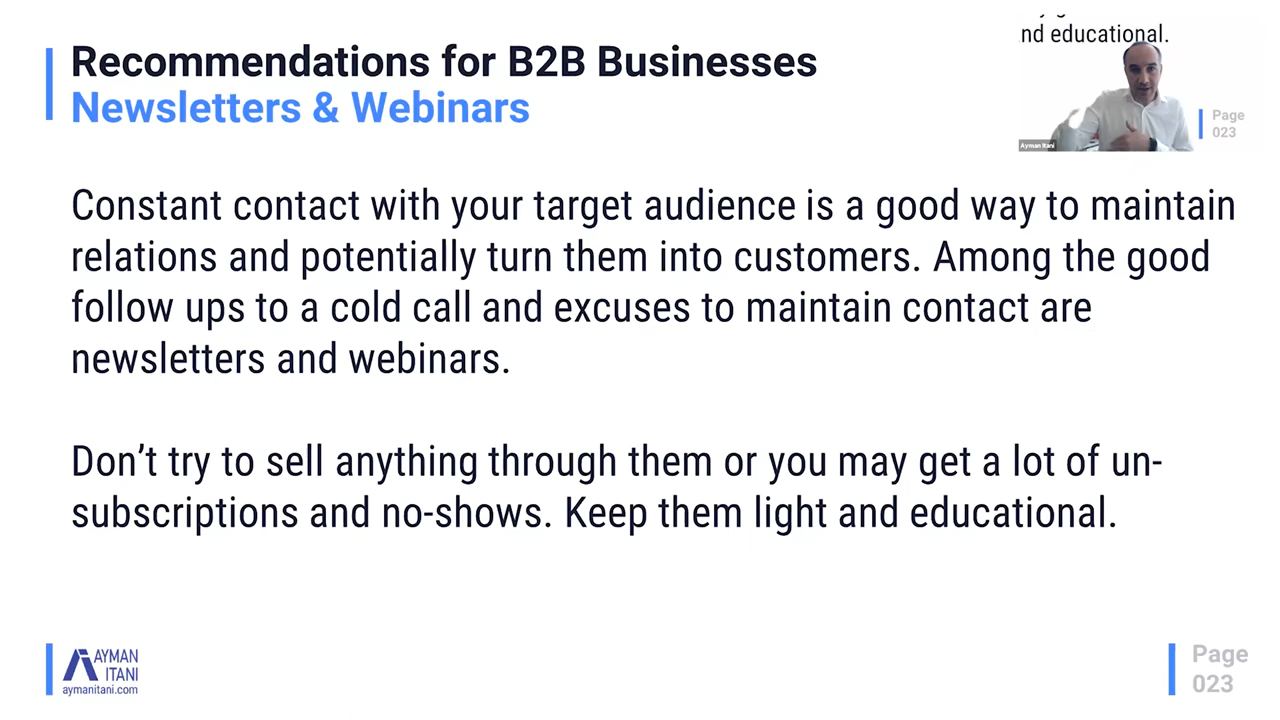 Recommendations for B2B Businesses
Newsletters & Webinars
nd educational.
Page
023
Ayman Itani
Constant contact with your target audience is a good way to maintain
relations and potentially turn them into customers. Among the good
follow ups to a cold call and excuses to maintain contact are
newsletters and webinars.
Don’t try to sell anything through them or you may get a lot of un-
subscriptions and no-shows. Keep them light and educational.
AYMAN
ITANI
aymanitani.com
Page
023